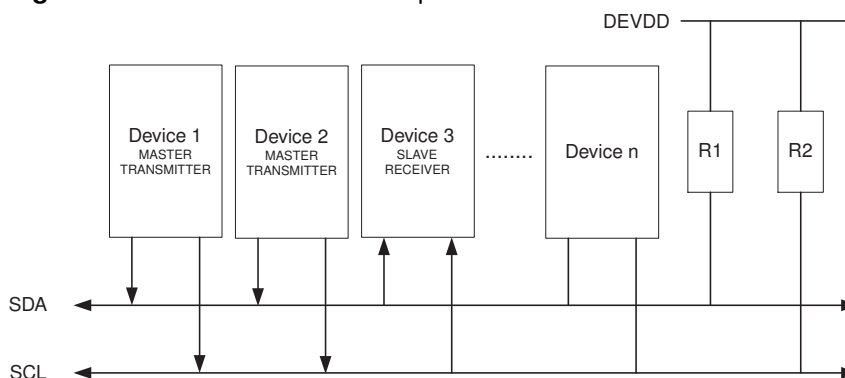 DEVDD
Device 1
MASTER
TRANSMITTER
Device 2
MASTER
TRANSMITTER
Device 3
SLAVE
RECEIVER
........
Device n
R1
R2
SDA
SCL